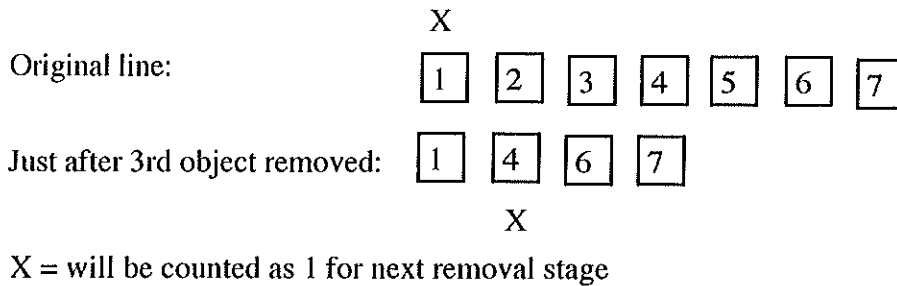 X
Original line: 1 2 3 4 5 6 7
Just after 3rd object removed: 1 4 6 7
X
X = will be counted as 1 for next removal stage